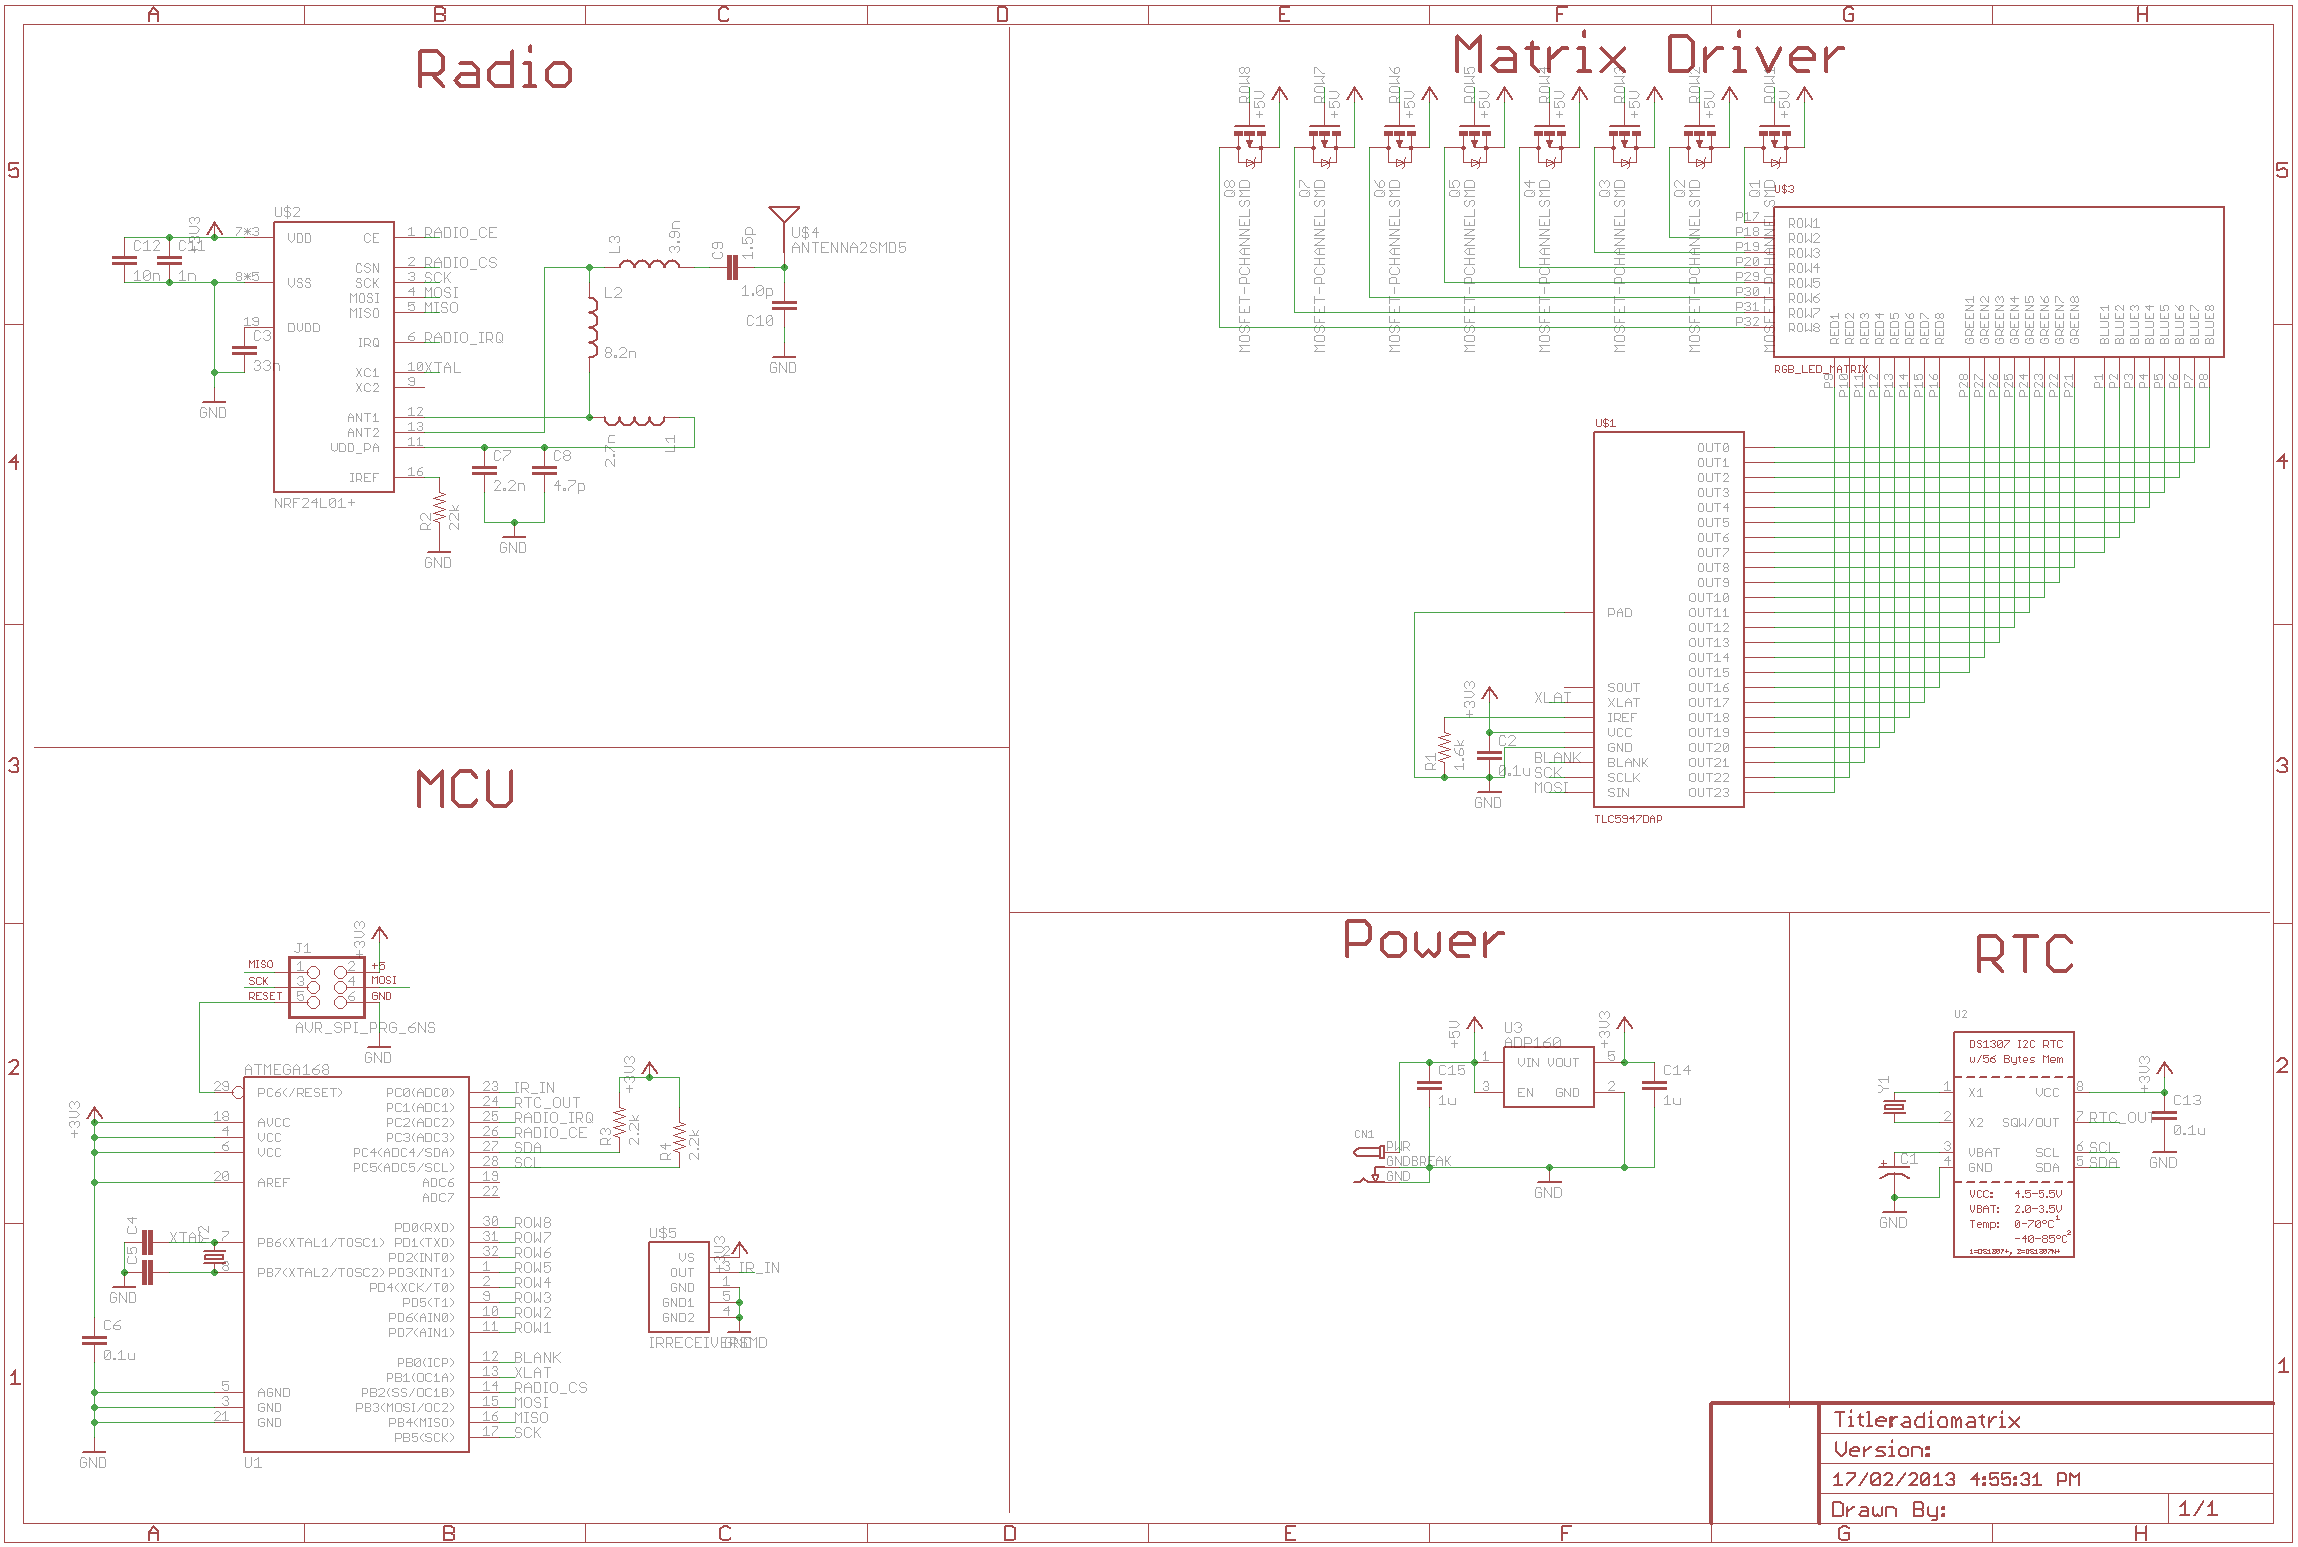 A B C D E F G H
Radio
Matrix Driver
5
4
3
2
1
U$2
7*3 VDD
8*5 VSS
19 DVDD
CE 1 RADIO_CE
CSN 2 RADIO_CS
SCK 3 SCK
MOSI 4 MOSI
MISO 5 MISO
IRQ 6 RADIO_IRQ
XC1 10 XTAL
XC2 9
ANT1 12
ANT2 13
VDD_PA 11
IREF 16
NRF24L01+
C12
10n
C11
1n
C3
33n
GND
L3
3.9n
C9
1.5p
U$4
ANTENNA2SMD5
L2
8.2n
1.0p
C10
GND
2.7n
L1
C7
2.2n
C8
4.7p
GND
R2
22k
GND
ROW8 +5V
ROW7 +5V
ROW6 +5V
ROW5 +5V
ROW4 +5V
ROW3 +5V
ROW2 +5V
ROW1 +5V
Q8 MOSFET-PCHANNELSMD
Q7 MOSFET-PCHANNELSMD
Q6 MOSFET-PCHANNELSMD
Q5 MOSFET-PCHANNELSMD
Q4 MOSFET-PCHANNELSMD
Q3 MOSFET-PCHANNELSMD
Q2 MOSFET-PCHANNELSMD
Q1 MOSFET-PCHANNELSMD
U$3
P17 ROW1
P18 ROW2
P19 ROW3
P20 ROW4
P29 ROW5
P30 ROW6
P31 ROW7
P32 ROW8
RED1 RED2 RED3 RED4 RED5 RED6 RED7 RED8
GREEN1 GREEN2 GREEN3 GREEN4 GREEN5 GREEN6 GREEN7 GREEN8
BLUE1 BLUE2 BLUE3 BLUE4 BLUE5 BLUE6 BLUE7 BLUE8
RGB_LED_MATRIX
P9 P10 P11 P12 P13 P14 P15 P16
P28 P27 P26 P25 P24 P23 P22 P21
P1 P2 P3 P4 P5 P6 P7 P8
U$1
OUT0
OUT1
OUT2
OUT3
OUT4
OUT5
OUT6
OUT7
OUT8
OUT9
OUT10
PAD OUT11
OUT12
OUT13
OUT14
OUT15
SOUT OUT16
XLAT XLAT OUT17
IREF OUT18
VCC OUT19
GND OUT20
BLANK BLANK OUT21
SCK SCLK OUT22
MOSI SIN OUT23
TLC5947DAP
+3V3
R1
1.6k
C2
0.1u
GND
MCU
J1
+3V3
MISO 1 2 +5
SCK 3 4 MOSI
RESET 5 6 GND
AVR_SPI_PRG_6NS
GND
ATMEGA168
29 PC6(/RESET)
18 AVCC
4 VCC
6 VCC
20 AREF
7 PB6(XTAL1/TOSC1)
8 PB7(XTAL2/TOSC2)
5 AGND
3 GND
21 GND
PC0(ADC0) 23 IR_IN
PC1(ADC1) 24 RTC_OUT
PC2(ADC2) 25 RADIO_IRQ
PC3(ADC3) 26 RADIO_CE
PC4(ADC4/SDA) 27 SDA
PC5(ADC5/SCL) 28 SCL
ADC6 19
ADC7 22
PD0(RXD) 30 ROW8
PD1(TXD) 31 ROW7
PD2(INT0) 32 ROW6
PD3(INT1) 1 ROW5
PD4(XCK/T0) 2 ROW4
PD5(T1) 9 ROW3
PD6(AIN0) 10 ROW2
PD7(AIN1) 11 ROW1
PB0(ICP) 12 BLANK
PB1(OC1A) 13 XLAT
PB2(SS/OC1B) 14 RADIO_CS
PB3(MOSI/OC2) 15 MOSI
PB4(MISO) 16 MISO
PB5(SCK) 17 SCK
U1
+3V3
C4
C5
XTAL
GND
C6
0.1u
GND
+3V3
R3
2.2k
R4
2.2k
U$5
+3V3
VS 2
OUT 3 IR_IN
GND 1
GND1 5
GND2 4
IRRECEIVERSMD
GND
Power
+5V
U3
ADP160
+3V3
1 VIN VOUT 5
3 EN GND 2
C15
1u
C14
1u
CN1
PWR
GNDBREAK
GND
GND
RTC
U2
DS1307 I2C RTC
w/56 Bytes Mem
1 X1 VCC 8
2 X2 SQW/OUT 7 RTC_OUT
3 VBAT SCL 6 SCL
4 GND SDA 5 SDA
VCC: 4.5-5.5V
VBAT: 2.0-3.5V
Temp: 0-70°C1
-40-85°C2
1=DS1307+, 2=DS1307N+
Y1
+ C1
GND
+3V3
C13
0.1u
GND
Titleradiomatrix
Version:
17/02/2013 4:55:31 PM
Drawn By: 1/1
5
4
3
2
1
A B C D E F G H